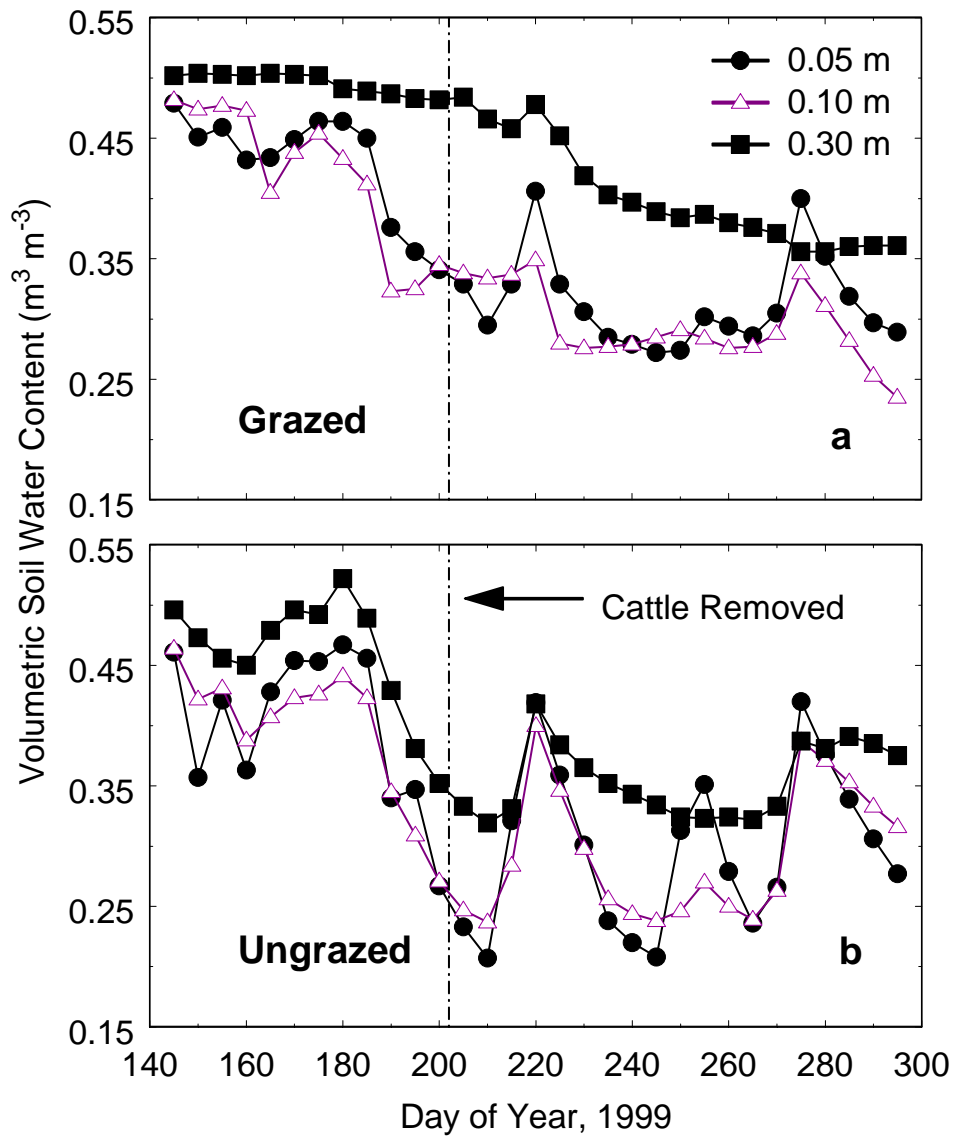 0.55
0.45
0.35
0.25
0.15
0.05 m
0.10 m
0.30 m
Grazed
a
Volumetric Soil Water Content (m³ m⁻³)
0.55
0.45
0.35
0.25
0.15
Cattle Removed
Ungrazed
b
140 160 180 200 220 240 260 280 300
Day of Year, 1999